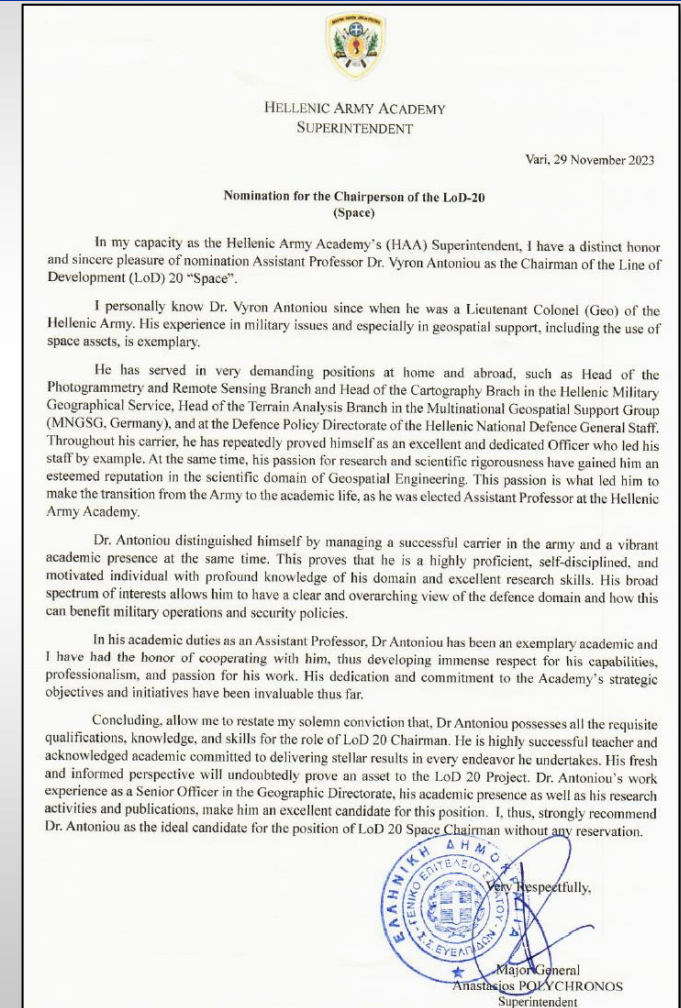 HELLENIC ARMY ACADEMY
SUPERINTENDENT
Vari, 29 November 2023
Nomination for the Chairperson of the LoD-20
(Space)
In my capacity as the Hellenic Army Academy's (HAA) Superintendent, I have a distinct honor
and sincere pleasure of nomination Assistant Professor Dr. Vyron Antoniou as the Chairman of the Line of
Development (LoD) 20 “Space”.
I personally know Dr. Vyron Antoniou since when he was a Lieutenant Colonel (Geo) of the
Hellenic Army. His experience in military issues and especially in geospatial support, including the use of
space assets, is exemplary.
He has served in very demanding positions at home and abroad, such as Head of the
Photogrammetry and Remote Sensing Branch and Head of the Cartography Brach in the Hellenic Military
Geographical Service, Head of the Terrain Analysis Branch in the Multinational Geospatial Support Group
(MNGSG, Germany), and at the Defence Policy Directorate of the Hellenic National Defence General Staff.
Throughout his carrier, he has repeatedly proved himself as an excellent and dedicated Officer who led his
staff by example. At the same time, his passion for research and scientific rigorousness have gained him an
esteemed reputation in the scientific domain of Geospatial Engineering. This passion is what led him to
make the transition from the Army to the academic life, as he was elected Assistant Professor at the Hellenic
Army Academy.
Dr. Antoniou distinguished himself by managing a successful carrier in the army and a vibrant
academic presence at the same time. This proves that he is a highly proficient, self-disciplined, and
motivated individual with profound knowledge of his domain and excellent research skills. His broad
spectrum of interests allows him to have a clear and overarching view of the defence domain and how this
can benefit military operations and security policies.
In his academic duties as an Assistant Professor, Dr Antoniou has been an exemplary academic and
I have had the honor of cooperating with him, thus developing immense respect for his capabilities,
professionalism, and passion for his work. His dedication and commitment to the Academy's strategic
objectives and initiatives have been invaluable thus far.
Concluding, allow me to restate my solemn conviction that, Dr Antoniou possesses all the requisite
qualifications, knowledge, and skills for the role of LoD 20 Chairman. He is highly successful teacher and
acknowledged academic committed to delivering stellar results in every endeavor he undertakes. His fresh
and informed perspective will undoubtedly prove an asset to the LoD 20 Project. Dr. Antoniou's work
experience as a Senior Officer in the Geographic Directorate, his academic presence as well as his research
activities and publications, make him an excellent candidate for this position. I, thus, strongly recommend
Dr. Antoniou as the ideal candidate for the position of LoD 20 Space Chairman without any reservation.
ΕΛΛΗΝΙΚΗ ΔΗΜΟΚΡΑΤΙΑ
ΓΕΝΙΚΟ ΕΠΙΤΕΛΕΙΟ ΣΤΡΑΤΟΥ
Σ.Σ.ΕΥΕΛΠΙΔΩΝ
Very Respectfully,
Major General
Anastasios POLYCHRONOS
Superintendent